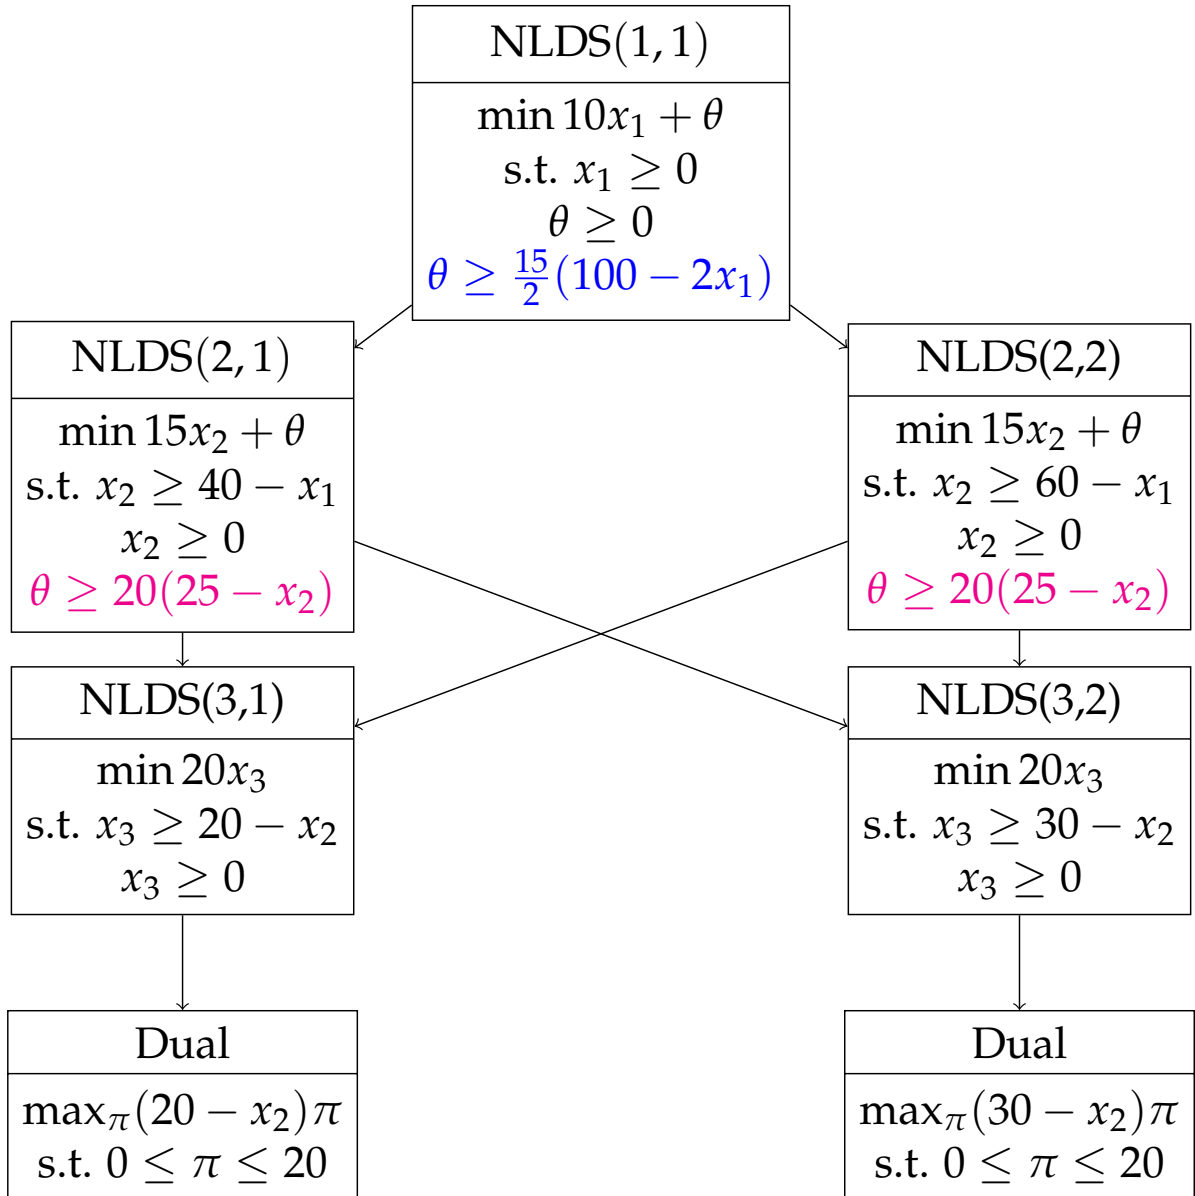 NLDS(1, 1)
min 10x₁ + θ
s.t. x₁ ≥ 0
θ ≥ 0
θ ≥ 15/2(100 − 2x₁)
NLDS(2, 1)
min 15x₂ + θ
s.t. x₂ ≥ 40 − x₁
x₂ ≥ 0
θ ≥ 20(25 − x₂)
NLDS(2,2)
min 15x₂ + θ
s.t. x₂ ≥ 60 − x₁
x₂ ≥ 0
θ ≥ 20(25 − x₂)
NLDS(3,1)
min 20x₃
s.t. x₃ ≥ 20 − x₂
x₃ ≥ 0
NLDS(3,2)
min 20x₃
s.t. x₃ ≥ 30 − x₂
x₃ ≥ 0
Dual
max_π(20 − x₂)π
s.t. 0 ≤ π ≤ 20
Dual
max_π(30 − x₂)π
s.t. 0 ≤ π ≤ 20